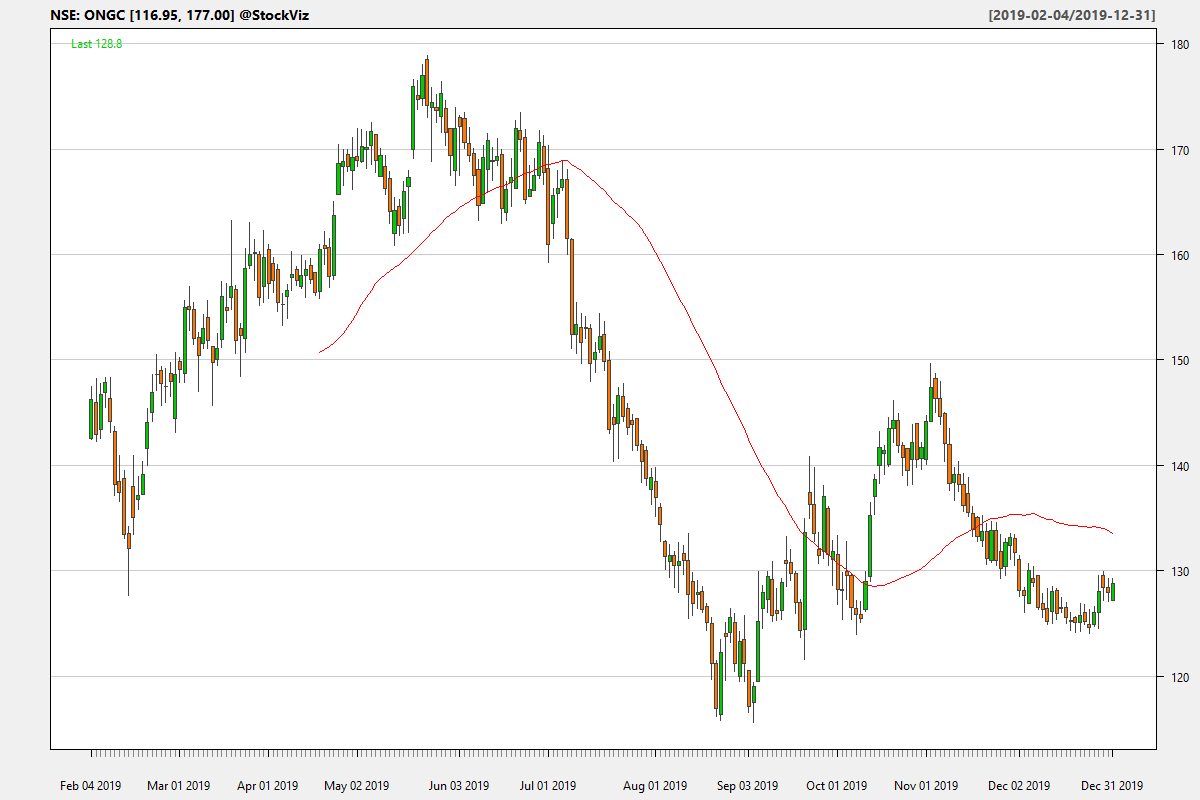 NSE: ONGC [116.95, 177.00] @StockViz [2019-02-04/2019-12-31]
Last 128.8
180
170
160
150
140
130
120
Feb 04 2019 Mar 01 2019 Apr 01 2019 May 02 2019 Jun 03 2019 Jul 01 2019 Aug 01 2019 Sep 03 2019 Oct 01 2019 Nov 01 2019 Dec 02 2019 Dec 31 2019